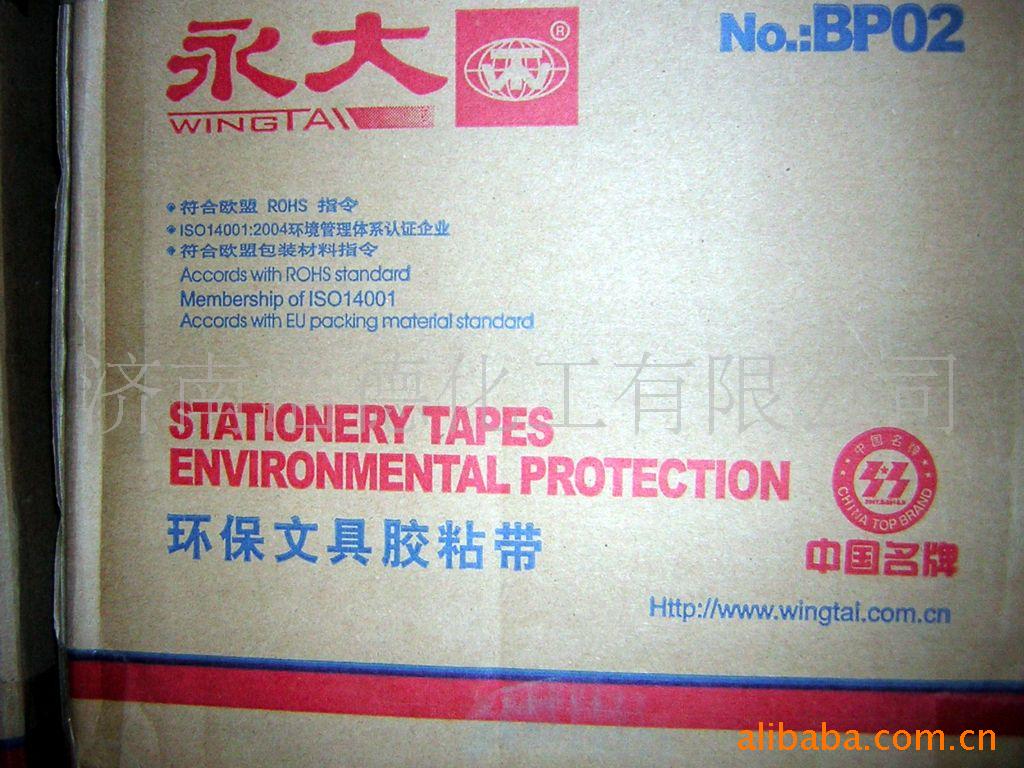 永大
WINGTAI
®
No.:BP02
符合欧盟 ROHS 指令
ISO14001:2004环境管理体系认证企业
符合欧盟包装材料指令
Accords with ROHS standard
Membership of ISO14001
Accords with EU packing material standard
济南 德化工有限公司
STATIONERY TAPES
ENVIRONMENTAL PROTECTION
环保文具胶粘带
中国名牌
CHINA TOP BRAND
中国名牌
Http://www.wingtai.com.cn
alibaba.com.cn